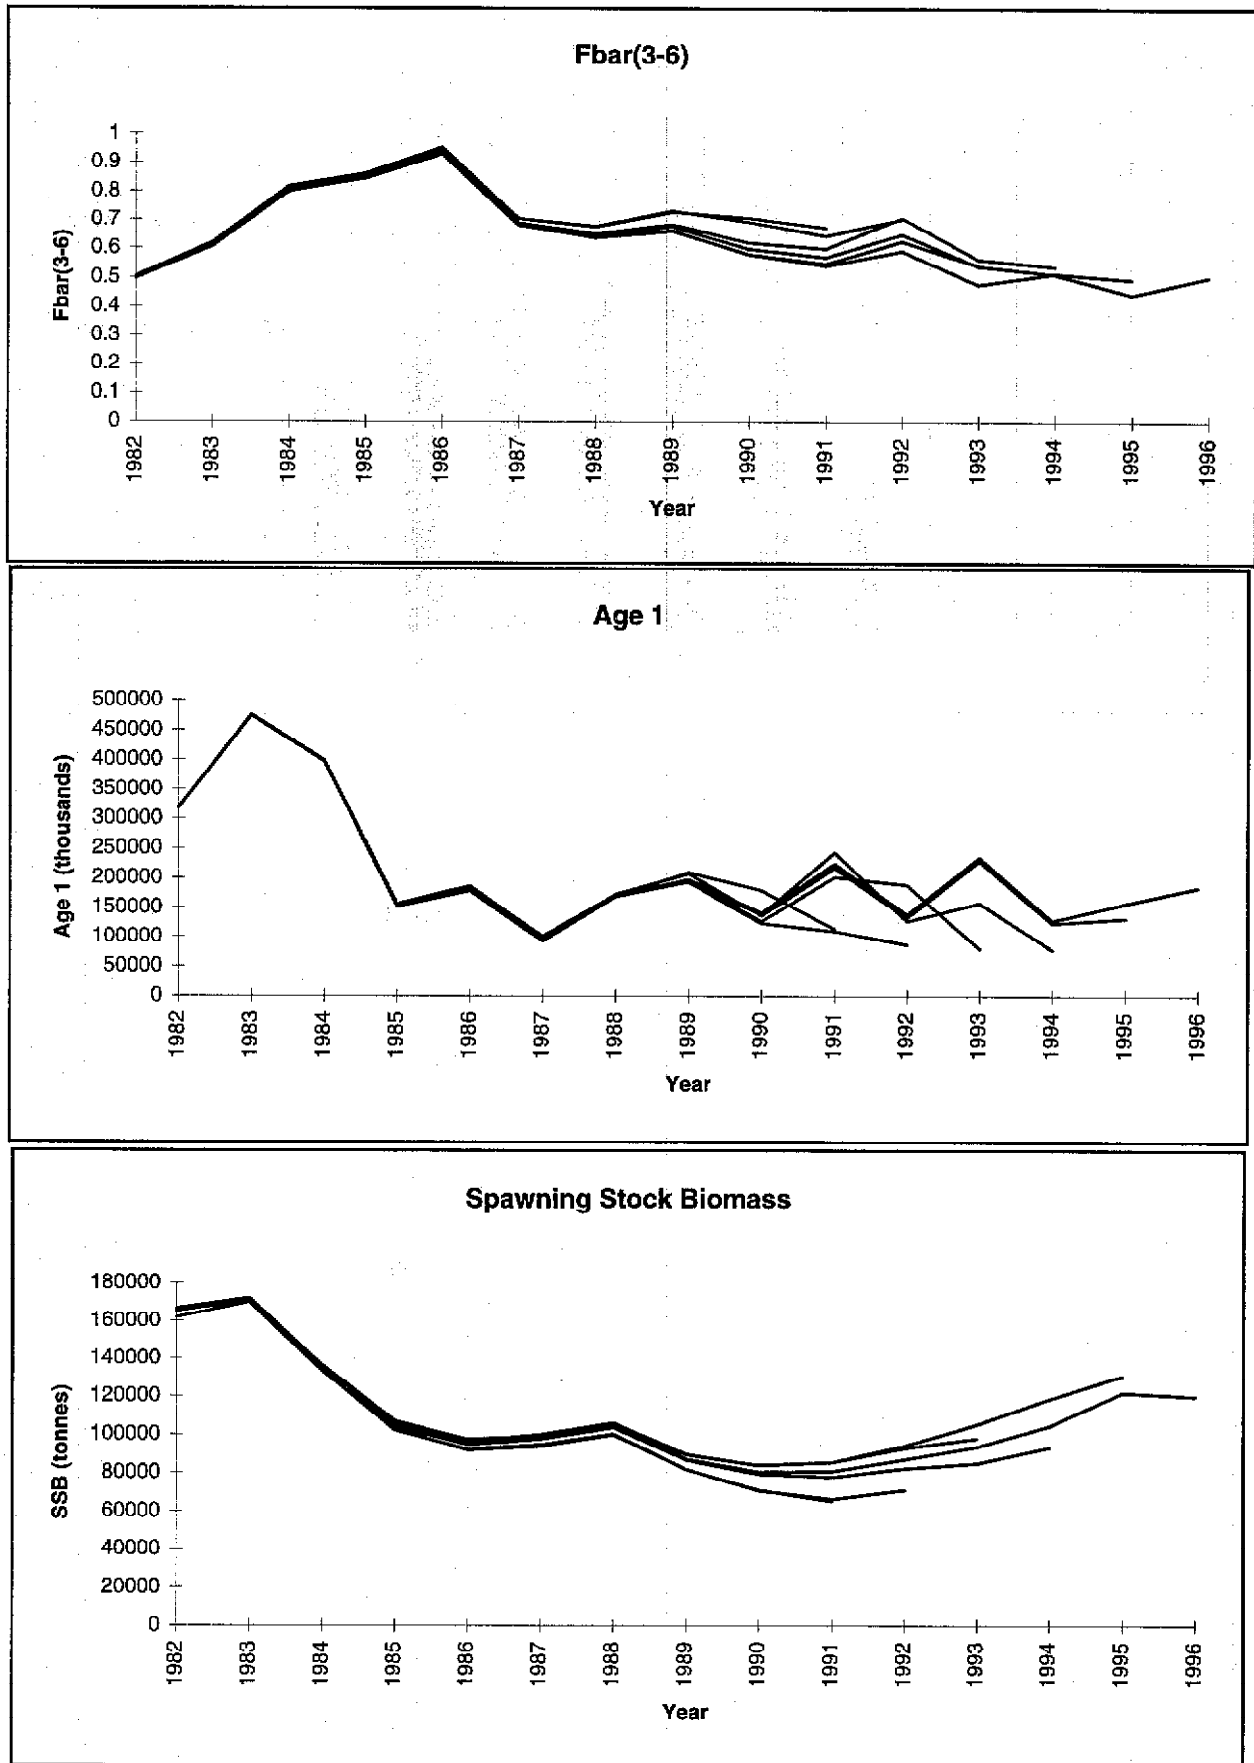 Fbar(3-6)
Fbar(3-6)
1
0.9
0.8
0.7
0.6
0.5
0.4
0.3
0.2
0.1
0
1982 1983 1984 1985 1986 1987 1988 1989 1990 1991 1992 1993 1994 1995 1996
Year
Age 1
Age 1 (thousands)
500000
450000
400000
350000
300000
250000
200000
150000
100000
50000
0
1982 1983 1984 1985 1986 1987 1988 1989 1990 1991 1992 1993 1994 1995 1996
Year
Spawning Stock Biomass
SSB (tonnes)
180000
160000
140000
120000
100000
80000
60000
40000
20000
0
1982 1983 1984 1985 1986 1987 1988 1989 1990 1991 1992 1993 1994 1995 1996
Year